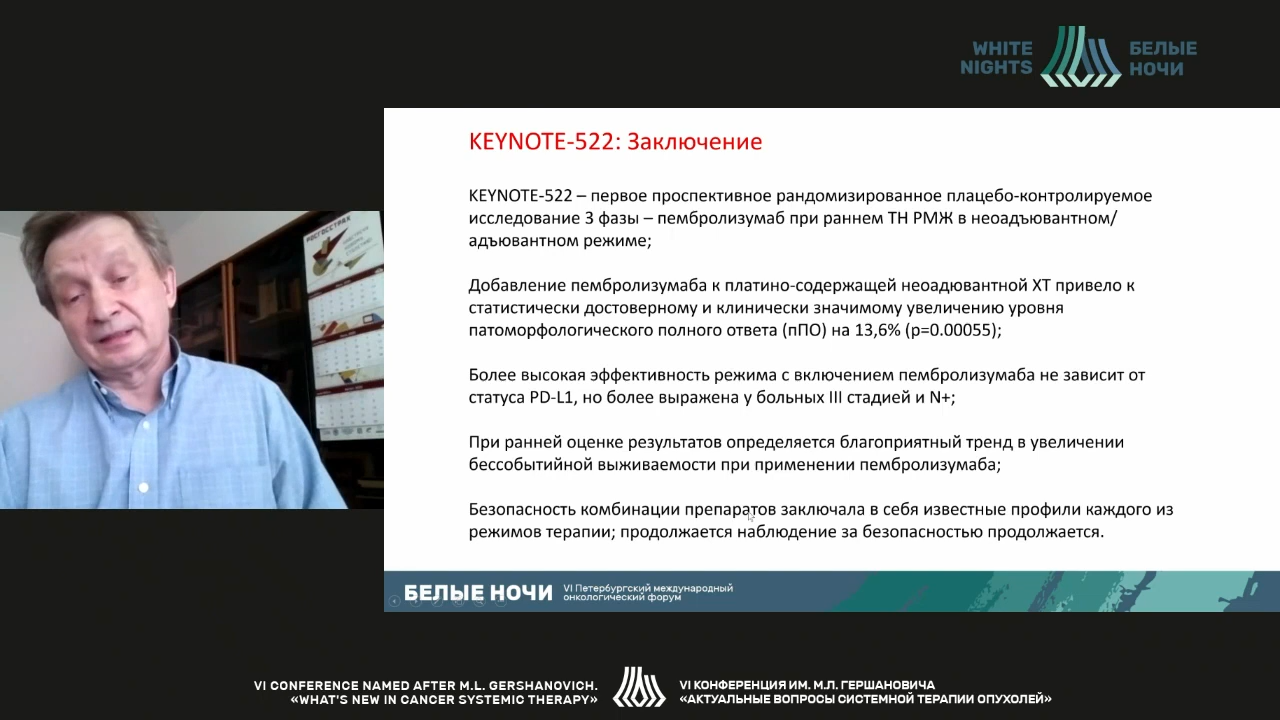 WHITE
NIGHTS
БЕЛЫЕ
НОЧИ
KEYNOTE-522: Заключение
KEYNOTE-522 – первое проспективное рандомизированное плацебо-контролируемое
исследование 3 фазы – пембролизумаб при раннем ТН РМЖ в неоадъювантном/
адъювантном режиме;
Добавление пембролизумаба к платино-содержащей неоадювантной ХТ привело к
статистически достоверному и клинически значимому увеличению уровня
патоморфологического полного ответа (пПО) на 13,6% (p=0.00055);
Более высокая эффективность режима с включением пембролизумаба не зависит от
статуса PD-L1, но более выражена у больных III стадией и N+;
При ранней оценке результатов определяется благоприятный тренд в увеличении
бессобытийной выживаемости при применении пембролизумаба;
Безопасность комбинации препаратов заключала в себя известные профили каждого из
режимов терапии; продолжается наблюдение за безопасностью продолжается.
РОСГОССТРАХ
БЕЛЫЕ НОЧИ
VI Петербургский международный
онкологический форум
VI CONFERENCE NAMED AFTER M.L. GERSHANOVICH.
«WHAT'S NEW IN CANCER SYSTEMIC THERAPY»
VI КОНФЕРЕНЦИЯ ИМ. М.Л. ГЕРШАНОВИЧА
«АКТУАЛЬНЫЕ ВОПРОСЫ СИСТЕМНОЙ ТЕРАПИИ ОПУХОЛЕЙ»